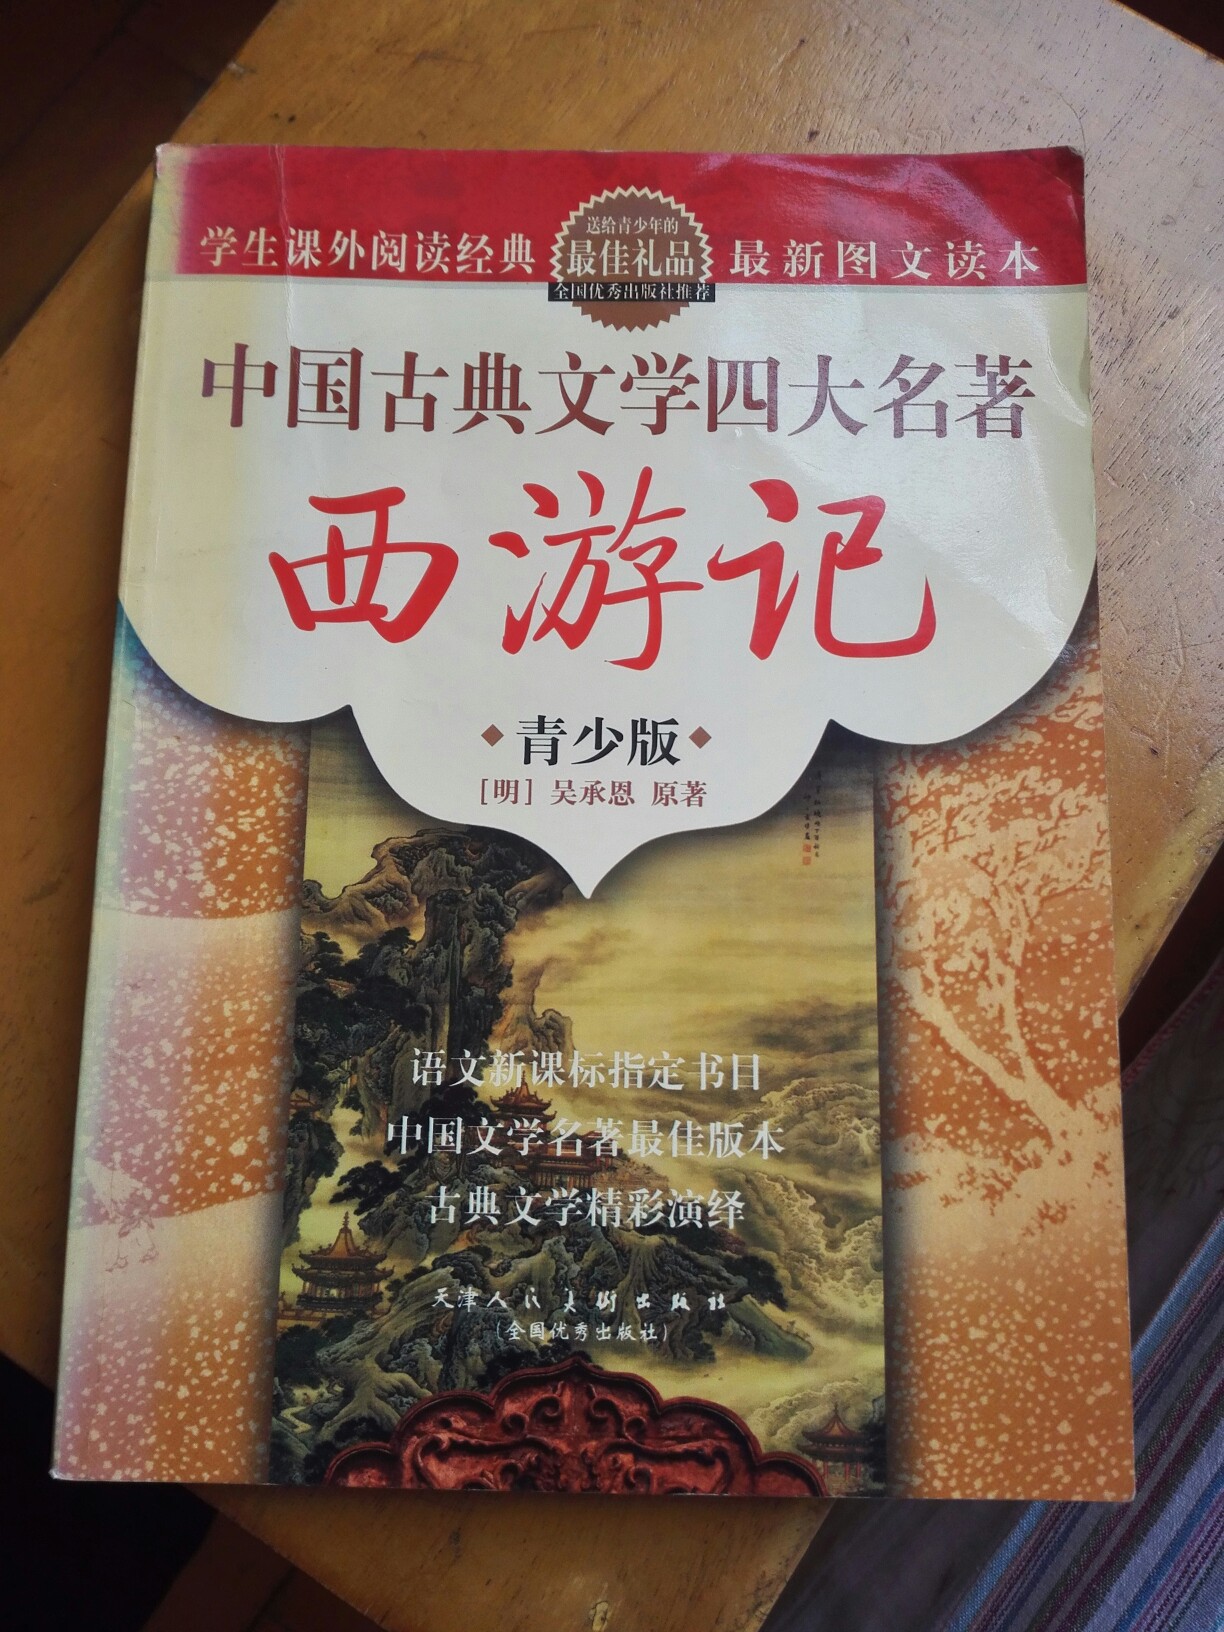 送给青少年的
学生课外阅读经典 最佳礼品 最新图文读本
全国优秀出版社推荐
中国古典文学四大名著
西游记
青少版
[明] 吴承恩 原著
语文新课标指定书目
中国文学名著最佳版本
古典文学精彩演绎
天津人民美术出版社
(全国优秀出版社)